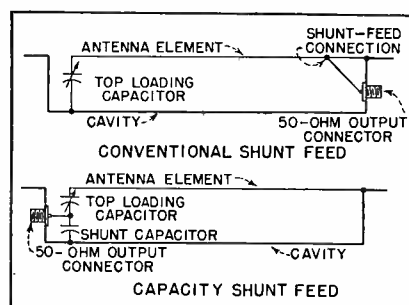 SHUNT-FEED
CONNECTION
ANTENNA ELEMENT
TOP LOADING
CAPACITOR
CAVITY
50-OHM OUTPUT
CONNECTOR
CONVENTIONAL SHUNT FEED
ANTENNA ELEMENT
TOP LOADING
CAPACITOR
SHUNT CAPACITOR
50-OHM OUTPUT
CONNECTOR
CAVITY
CAPACITY SHUNT FEED